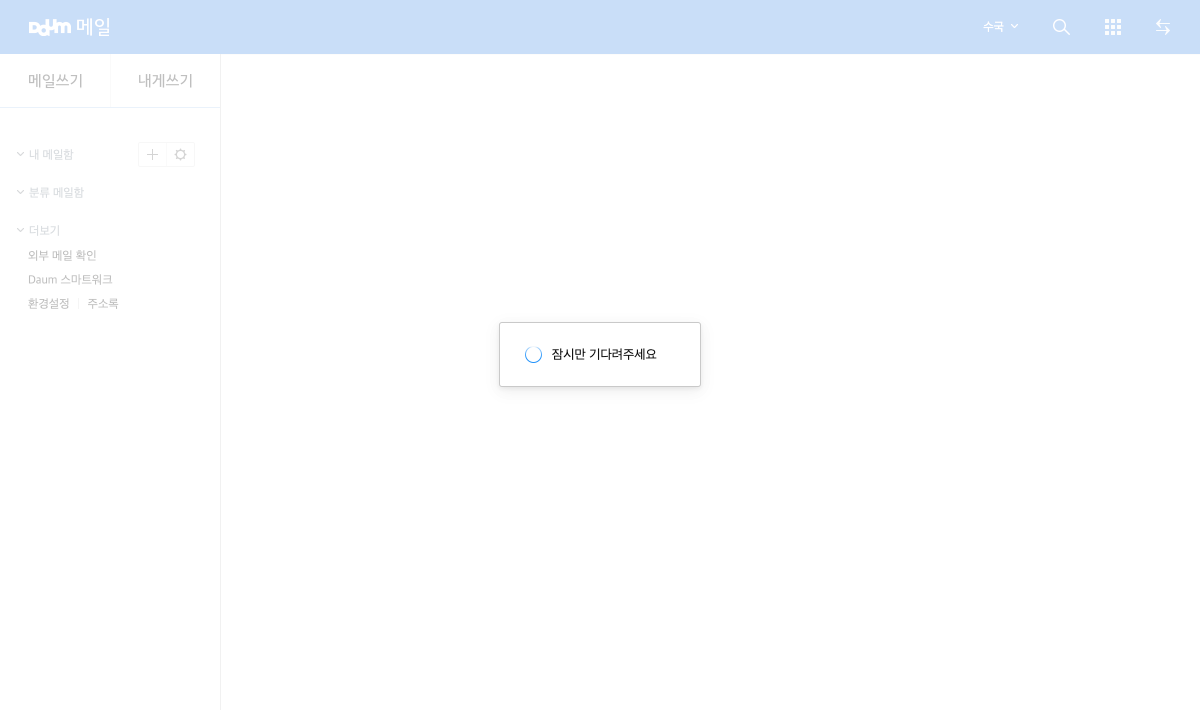 Daum 메일
수국
메일쓰기 내게쓰기
내 메일함
분류 메일함
더보기
외부 메일 확인
Daum 스마트워크
환경설정 주소록
잠시만 기다려주세요